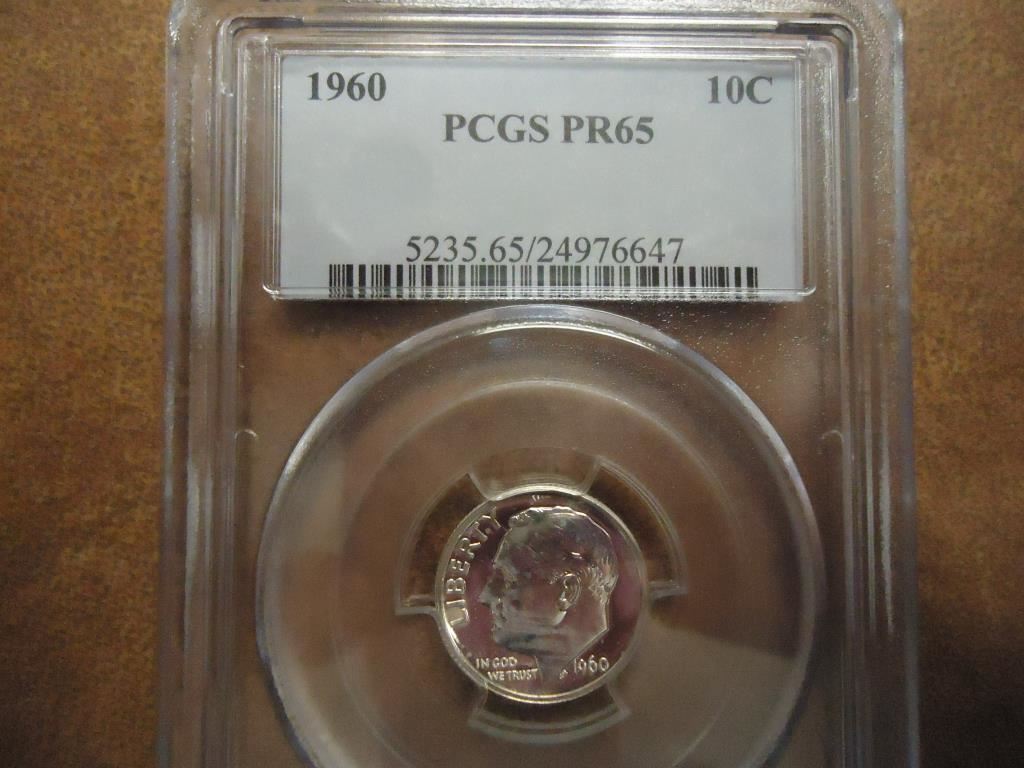 1960 10C
PCGS PR65
5235.65/24976647
LIBERTY
IN GOD
WE TRUST
1960